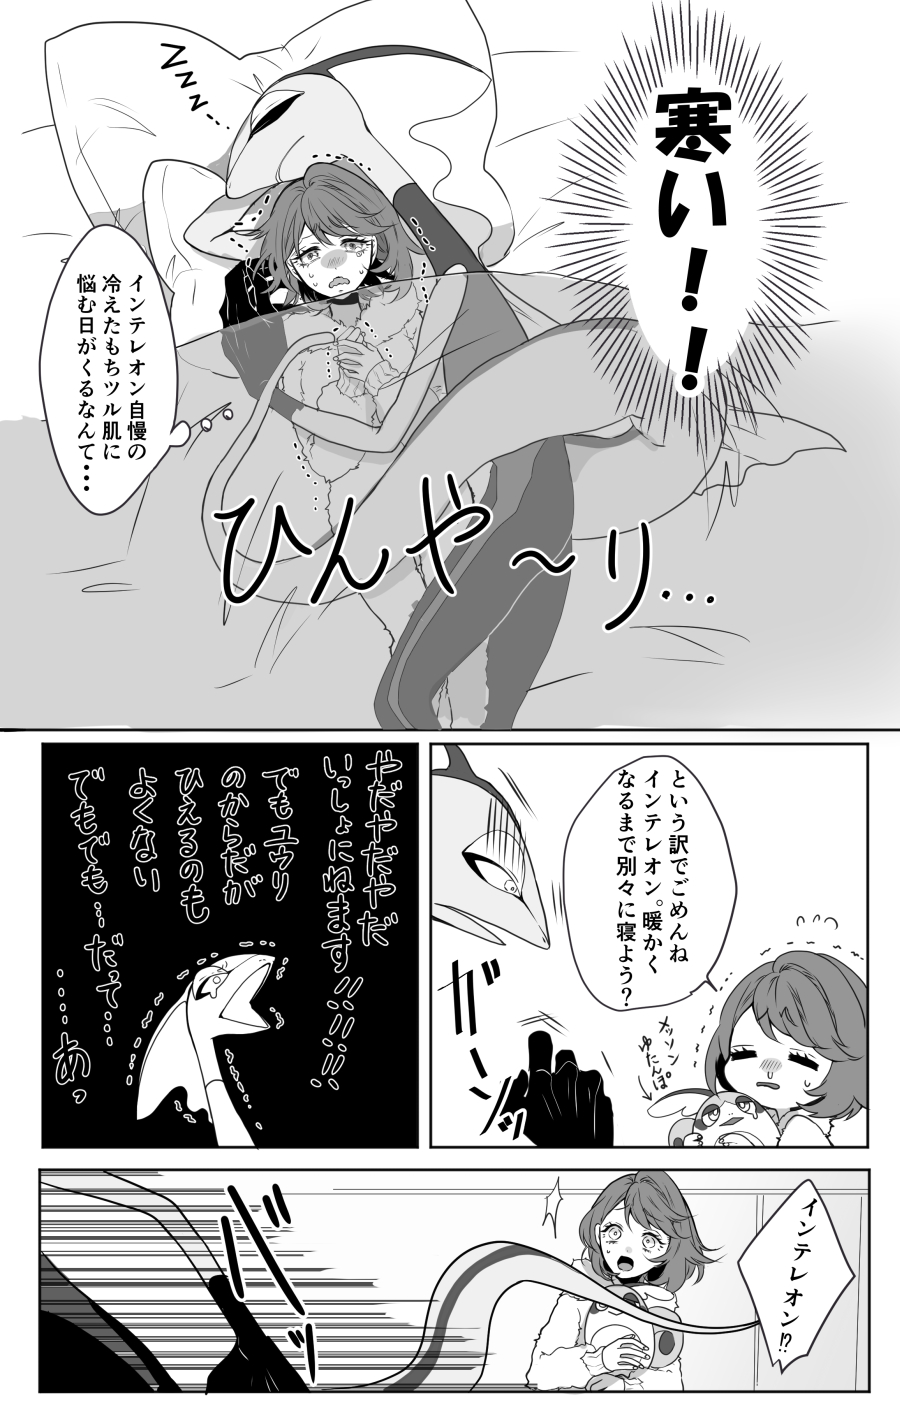 寒い！！
ZZZ…
インテレオン自慢の
冷えたもちツル肌に
悩む日がくるなんて・・・
ひんや～り…
という訳でごめんね
インテレオン。暖かく
なるまで別々に寝よう？
メッソン
ゆたんぽ
ガーンッ
やだやだやだ
いっしょにねます!!!!!!
でもユウリ
のからだが
ひえるのも
よくない
でもでも…だって…
……あっ
インテレオン!?
ダダッ